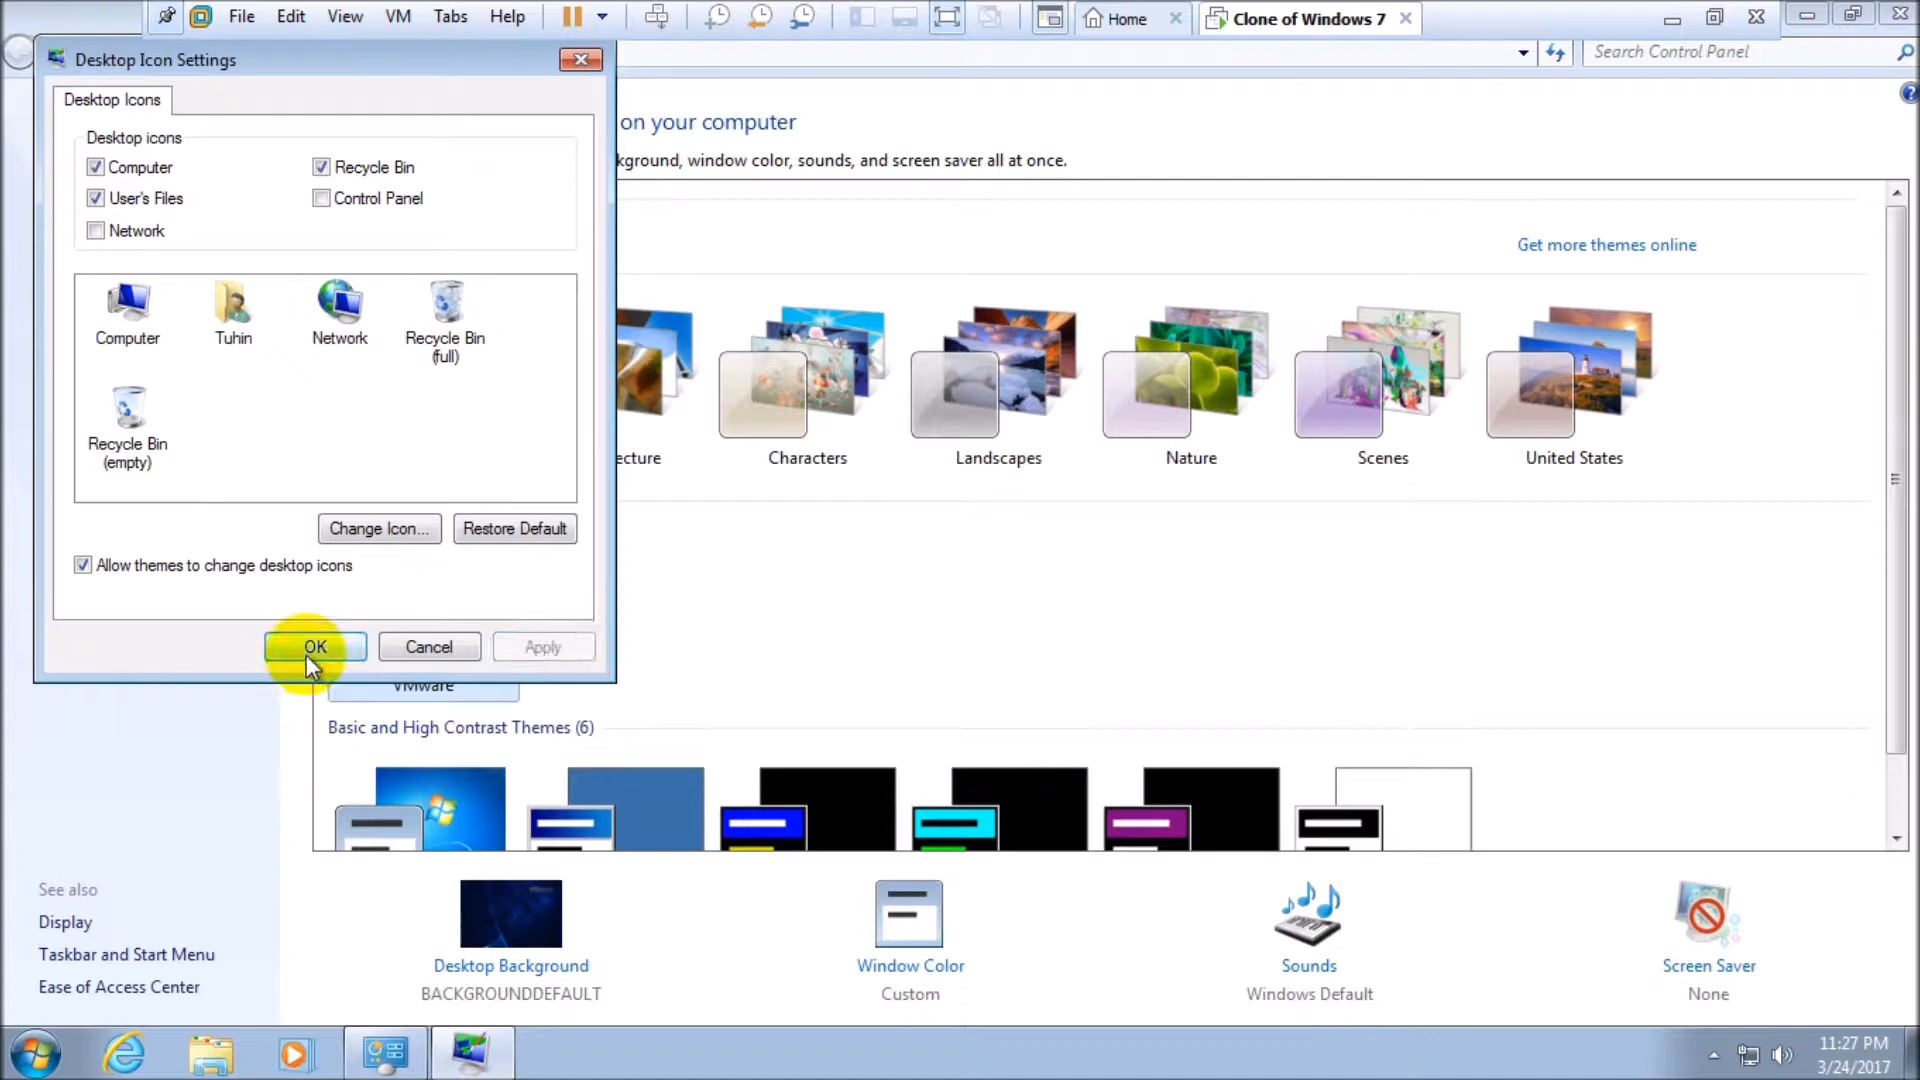 File Edit View VM Tabs Help Home Clone of Windows 7
Desktop Icon Settings
Search Control Panel
Desktop Icons
on your computer
Desktop icons
kground, window color, sounds, and screen saver all at once.
Computer Recycle Bin
User's Files Control Panel
Network
Get more themes online
Computer Tuhin Network Recycle Bin
(full)
Recycle Bin
(empty)
ecture Characters Landscapes Nature Scenes United States
Change Icon... Restore Default
Allow themes to change desktop icons
OK Cancel Apply
VMware
Basic and High Contrast Themes (6)
See also
Display
Taskbar and Start Menu
Ease of Access Center
Desktop Background Window Color Sounds Screen Saver
BACKGROUNDDEFAULT Custom Windows Default None
11:27 PM
3/24/2017